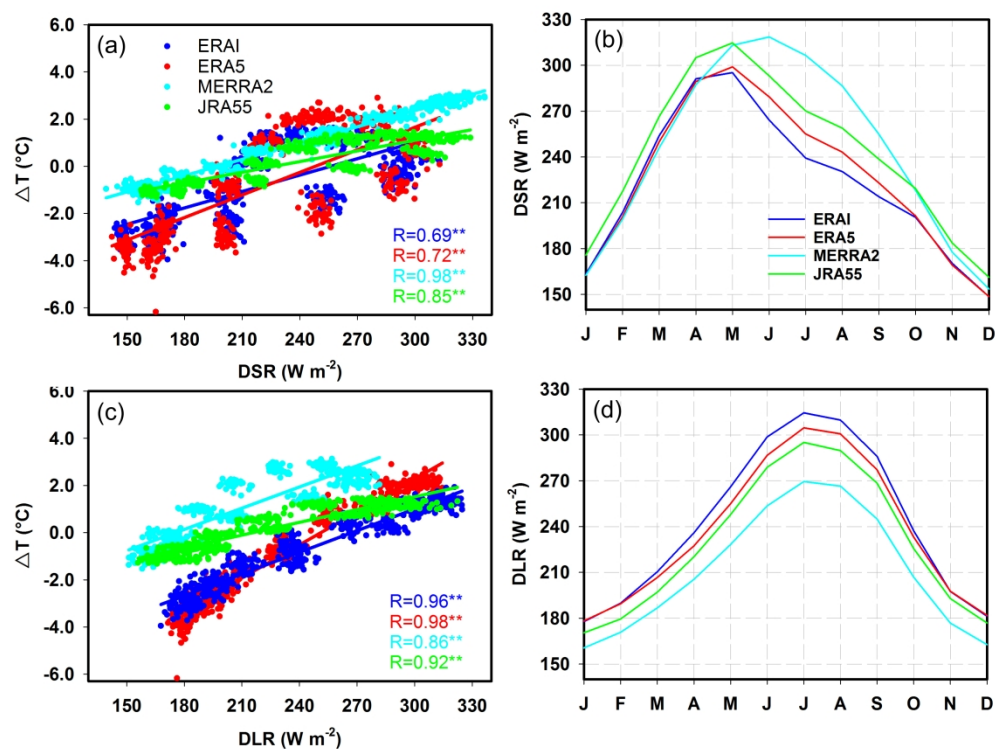 (a)
ERAI
ERA5
MERRA2
JRA55
6.0
4.0
2.0
0.0
-2.0
-4.0
-6.0
△T (°C)
R=0.69**
R=0.72**
R=0.98**
R=0.85**
150 180 210 240 270 300 330
DSR (W m⁻²)
(b)
330
300
270
240
210
180
150
DSR (W m⁻²)
ERAI
ERA5
MERRA2
JRA55
J F M A M J J A S O N D
(c)
6.0
4.0
2.0
0.0
-2.0
-4.0
-6.0
△T (°C)
R=0.96**
R=0.98**
R=0.86**
R=0.92**
150 180 210 240 270 300 330
DLR (W m⁻²)
(d)
330
300
270
240
210
180
150
DLR (W m⁻²)
J F M A M J J A S O N D